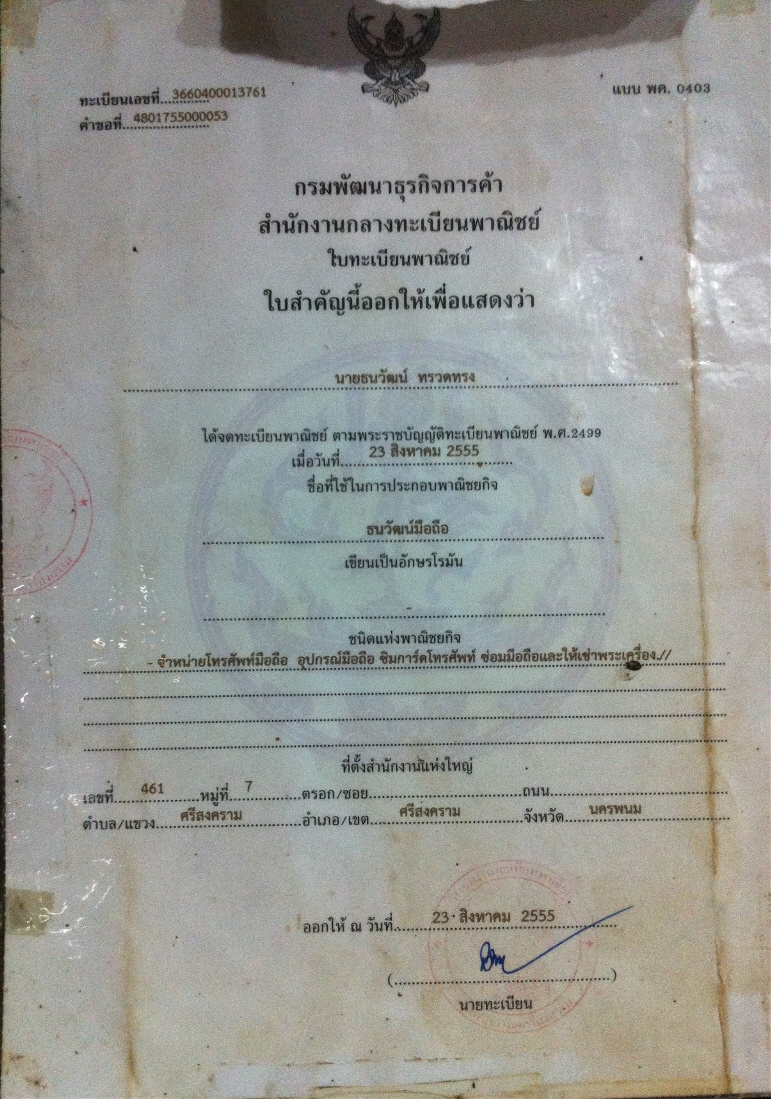 ทะเบียนเลขที่....3660400013761
แบบ พค. 0403
คำขอที่....4801755000053
กรมพัฒนาธุรกิจการค้า
สำนักงานกลางทะเบียนพาณิชย์
ใบทะเบียนพาณิชย์
ใบสำคัญนี้ออกให้เพื่อแสดงว่า
นายธนวัฒน์ ทรวดทรง
ได้จดทะเบียนพาณิชย์ ตามพระราชบัญญัติทะเบียนพาณิชย์ พ.ศ.2499
เมื่อวันที่....23 สิงหาคม 2555
ชื่อที่ใช้ในการประกอบพาณิชยกิจ
ธนวัฒน์มือถือ
เขียนเป็นอักษรโรมัน
-
ชนิดแห่งพาณิชยกิจ
- จำหน่ายโทรศัพท์มือถือ อุปกรณ์มือถือ ซิมการ์ดโทรศัพท์ ซ่อมมือถือและให้เช่าพระเครื่อง.//
ที่ตั้งสำนักงานแห่งใหญ่
เลขที่....461....หมู่ที่....7....ตรอก/ซอย....ถนน....
ตำบล/แขวง....ศรีสงคราม....อำเภอ/เขต....ศรีสงคราม....จังหวัด....นครพนม
ออกให้ ณ วันที่....23 สิงหาคม 2555
(....)
นายทะเบียน